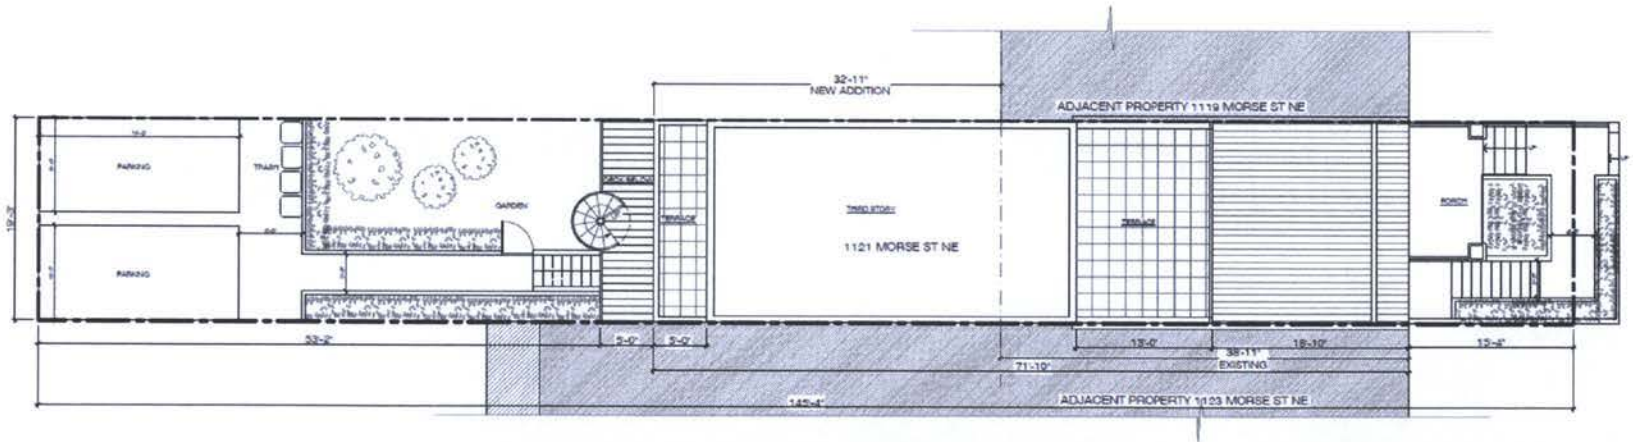 32'-11"
NEW ADDITION
ADJACENT PROPERTY 1119 MORSE ST NE
PARKING
TRASH
DECK BELOW
GARDEN
TERRACE
THIRD STORY
TERRACE
PORCH
19'-3"
1121 MORSE ST NE
PARKING
53'-2"
5'-0"
5'-0"
13'-0"
18'-10"
15'-4"
38'-11"
EXISTING
71'-10"
145'-4"
ADJACENT PROPERTY 1123 MORSE ST NE